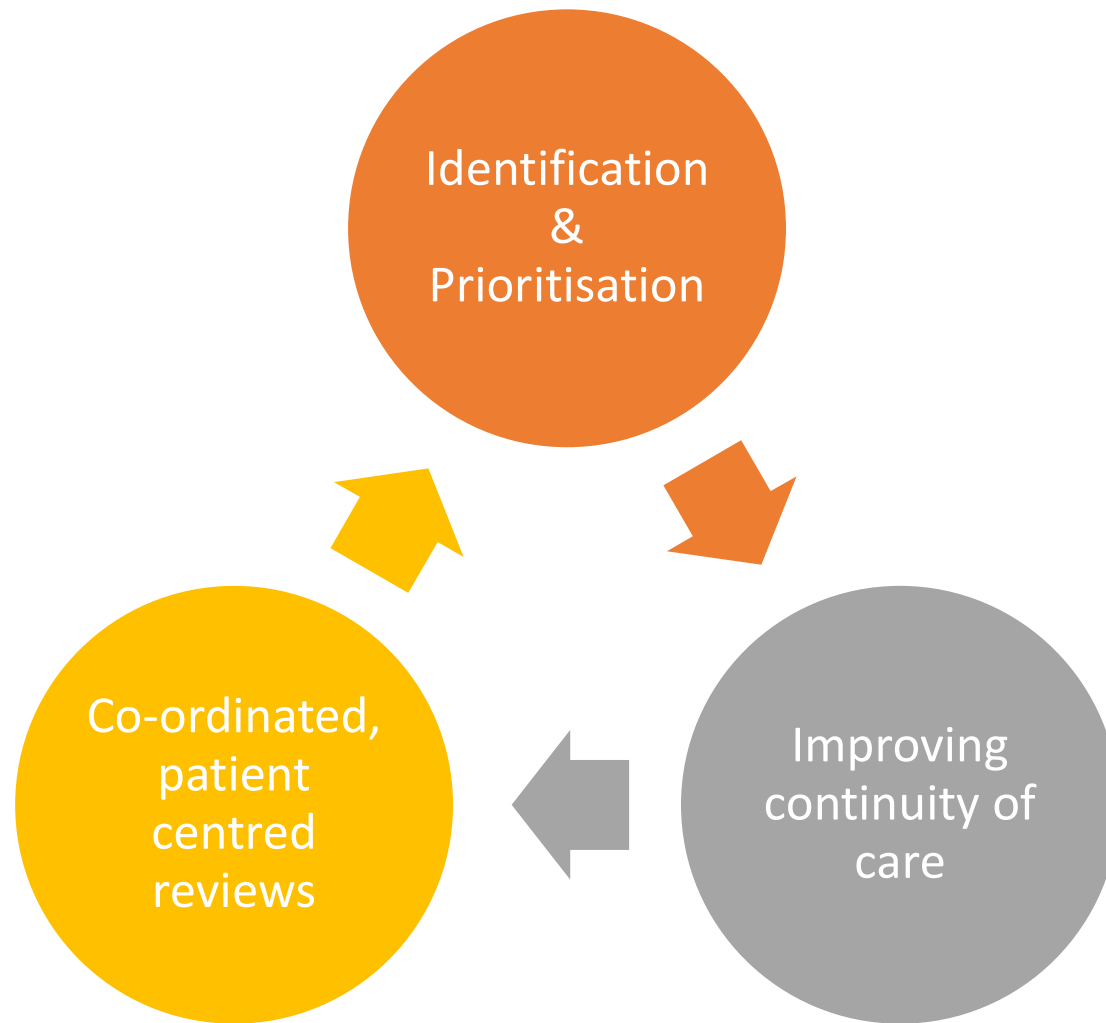 Identification
&
Prioritisation
Improving
continuity of
care
Co-ordinated,
patient
centred
reviews